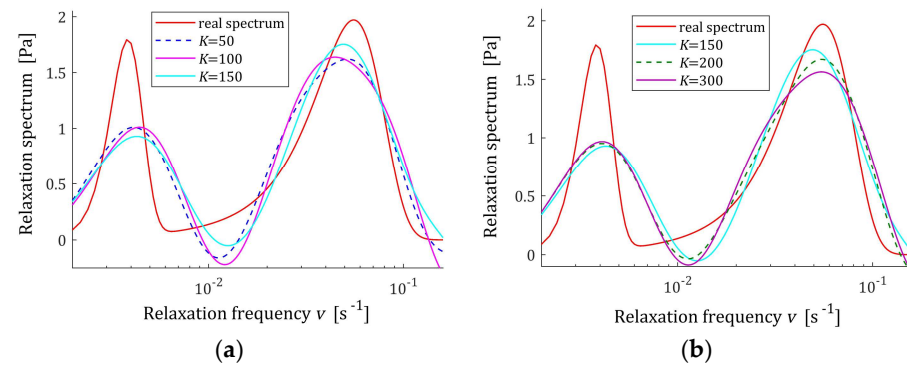 real spectrum
K=50
K=100
K=150
Relaxation spectrum [Pa]
2
1.5
1
0.5
0
10-2
10-1
Relaxation frequency v [s-1]
(a)
real spectrum
K=150
K=200
K=300
Relaxation spectrum [Pa]
2
1.5
1
0.5
0
10-2
10-1
Relaxation frequency v [s-1]
(b)